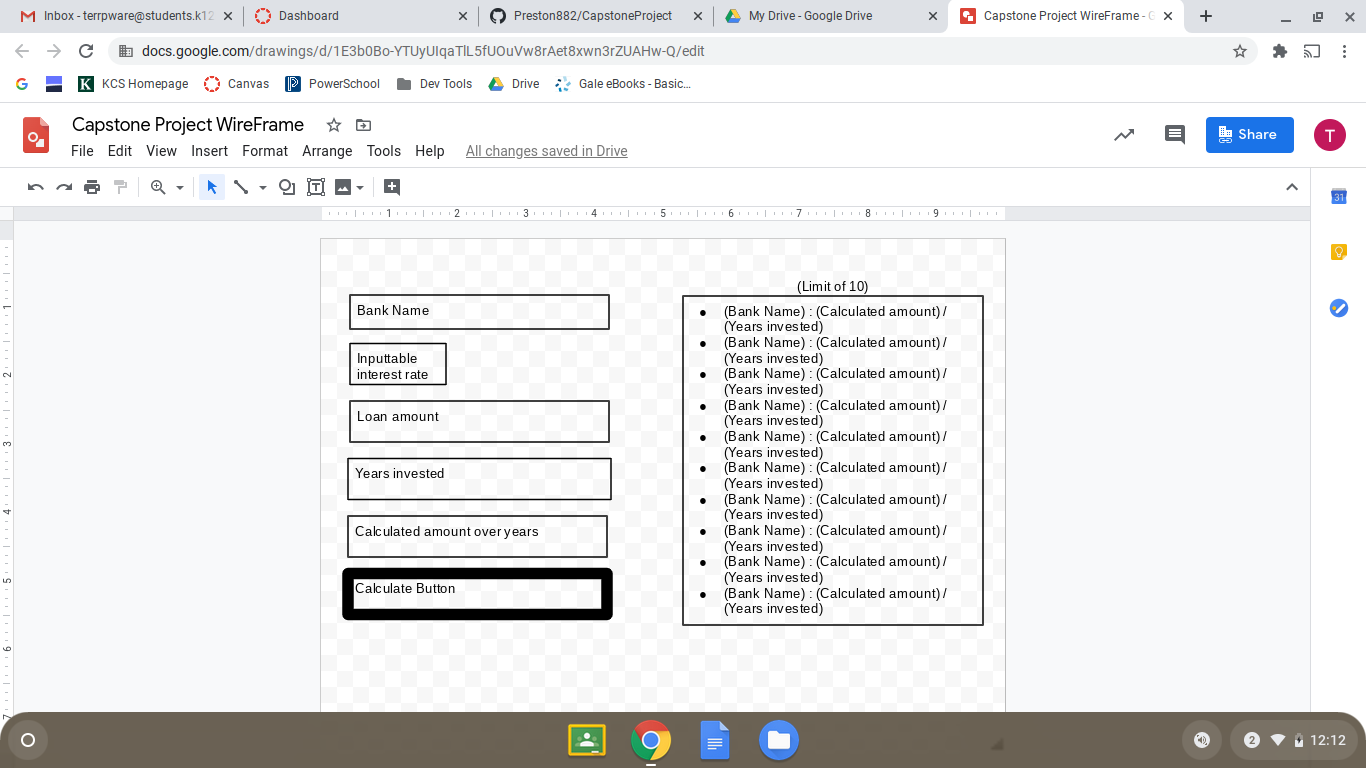 Inbox - terrpware@students.k12
Dashboard
Preston882/CapstoneProject
My Drive - Google Drive
Capstone Project WireFrame - G
docs.google.com/drawings/d/1E3b0Bo-YTUyUIqaTlL5fUOuVw8rAet8xwn3rZUAHw-Q/edit
KCS Homepage
Canvas
PowerSchool
Dev Tools
Drive
Gale eBooks - Basic...
Capstone Project WireFrame
File Edit View Insert Format Arrange Tools Help All changes saved in Drive
Share
T
31
1 2 3 4 5 6 7 8 9
1
2
3
4
5
6
7
Bank Name
Inputtable
interest rate
Loan amount
Years invested
Calculated amount over years
Calculate Button
(Limit of 10)
● (Bank Name) : (Calculated amount) /
(Years invested)
● (Bank Name) : (Calculated amount) /
(Years invested)
● (Bank Name) : (Calculated amount) /
(Years invested)
● (Bank Name) : (Calculated amount) /
(Years invested)
● (Bank Name) : (Calculated amount) /
(Years invested)
● (Bank Name) : (Calculated amount) /
(Years invested)
● (Bank Name) : (Calculated amount) /
(Years invested)
● (Bank Name) : (Calculated amount) /
(Years invested)
● (Bank Name) : (Calculated amount) /
(Years invested)
● (Bank Name) : (Calculated amount) /
(Years invested)
2
12:12